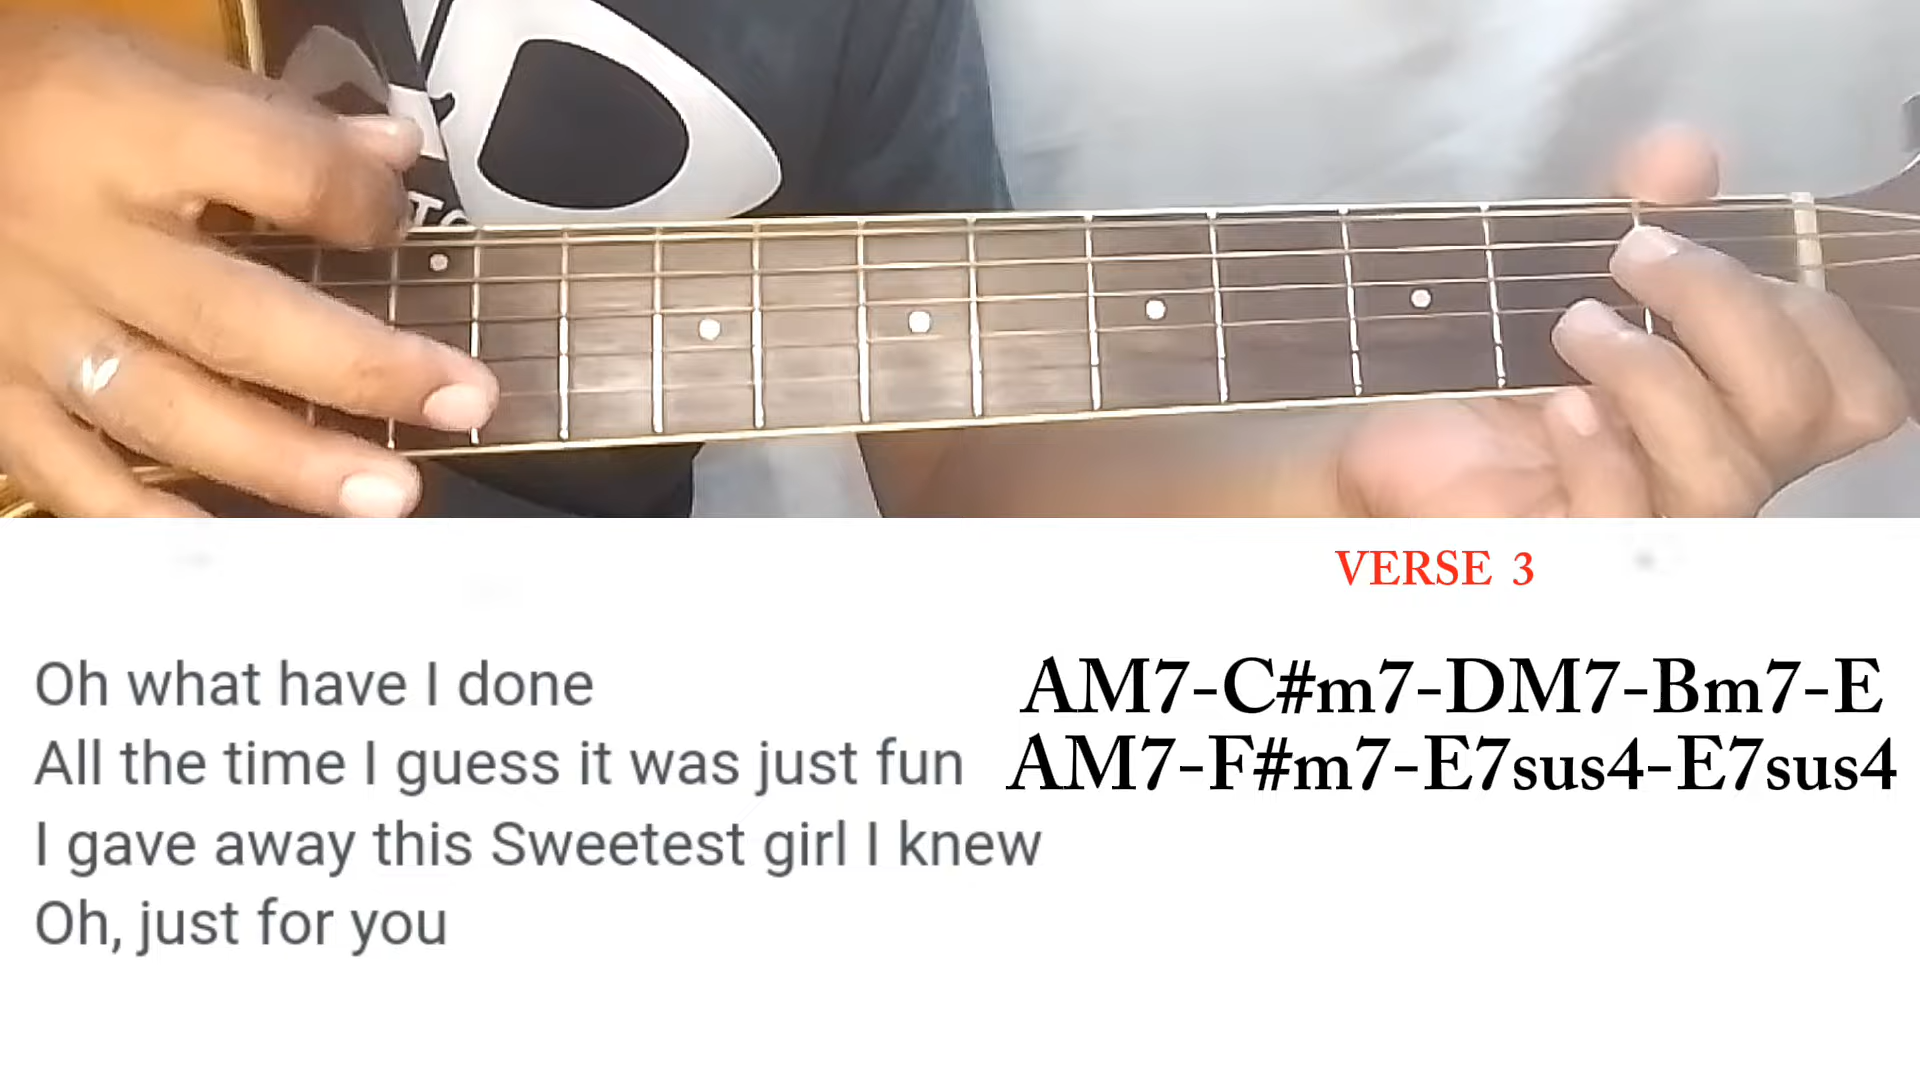 VERSE 3
Oh what have I done
All the time I guess it was just fun
I gave away this Sweetest girl I knew
Oh, just for you
AM7-C#m7-DM7-Bm7-E
AM7-F#m7-E7sus4-E7sus4